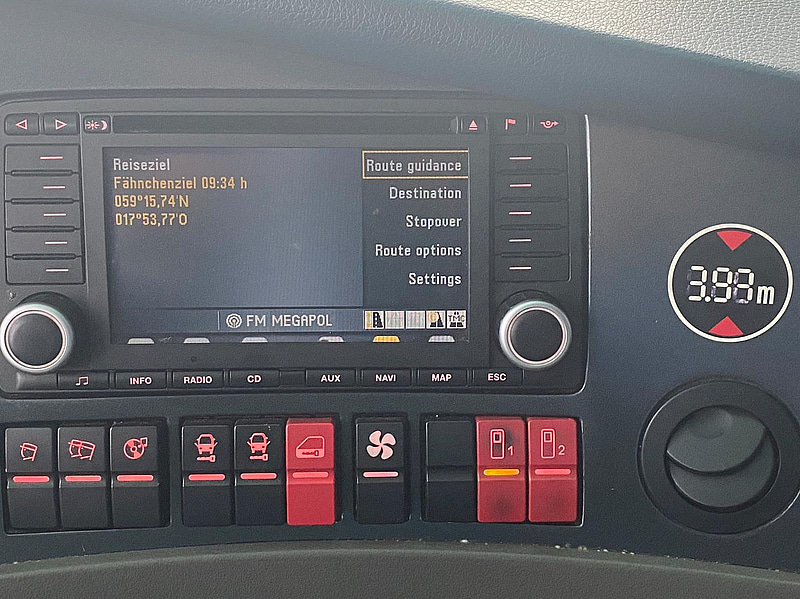 Reiseziel
Fähnchenziel 09:34 h
059°15,74'N
017°53,77'O
Route guidance
Destination
Stopover
Route options
Settings
FM MEGAPOL
TMC
INFO
RADIO
CD
AUX
NAVI
MAP
ESC
3.93m
1
2